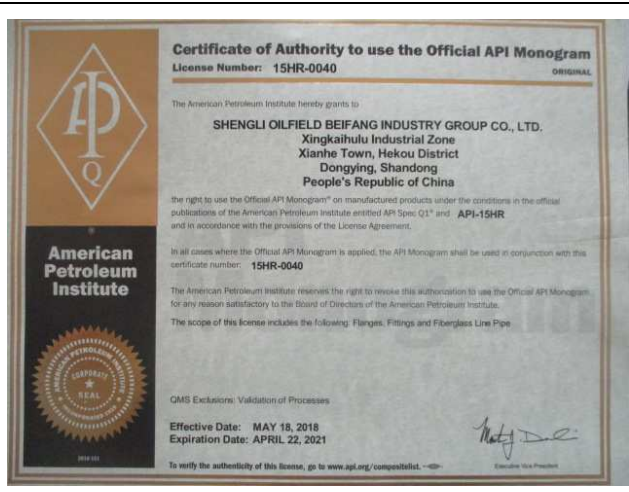 API
Q
®
American
Petroleum
Institute
AMERICAN PETROLEUM INSTITUTE
CORPORATE
SEAL
INCORPORATED 1919
Certificate of Authority to use the Official API Monogram
License Number: 15HR-0040
ORIGINAL
The American Petroleum Institute hereby grants to
SHENGLI OILFIELD BEIFANG INDUSTRY GROUP CO., LTD.
Xingkaihulu Industrial Zone
Xianhe Town, Hekou District
Dongying, Shandong
People's Republic of China
the right to use the Official API Monogram® on manufactured products under the conditions in the official
publications of the American Petroleum Institute entitled API Spec Q1® and API-15HR
and in accordance with the provisions of the License Agreement.
In all cases where the Official API Monogram is applied, the API Monogram shall be used in conjunction with this
certificate number: 15HR-0040
The American Petroleum Institute reserves the right to revoke this authorization to use the Official API Monogram
for any reason satisfactory to the Board of Directors of the American Petroleum Institute.
The scope of this license includes the following: Flanges, Fittings and Fiberglass Line Pipe
QMS Exclusions: Validation of Processes
Effective Date: MAY 18, 2018
Expiration Date: APRIL 22, 2021
To verify the authenticity of this license, go to www.api.org/compositelist.
Executive Vice President